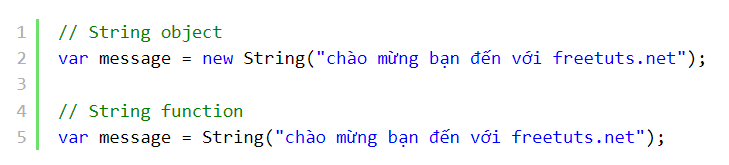 1 // String object
2 var message = new String("chào mừng bạn đến với freetuts.net");
3
4 // String function
5 var message = String("chào mừng bạn đến với freetuts.net");